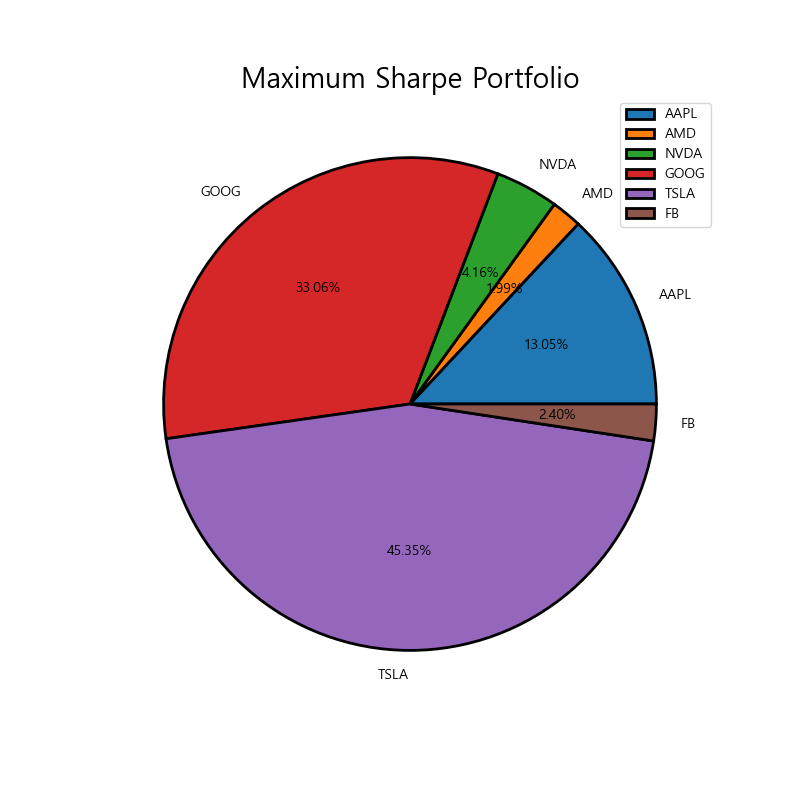 Maximum Sharpe Portfolio
AAPL
AMD
NVDA
GOOG
TSLA
FB
NVDA
AMD
GOOG
4.16%
33.06%
1.99%
AAPL
13.05%
2.40%
FB
45.35%
TSLA